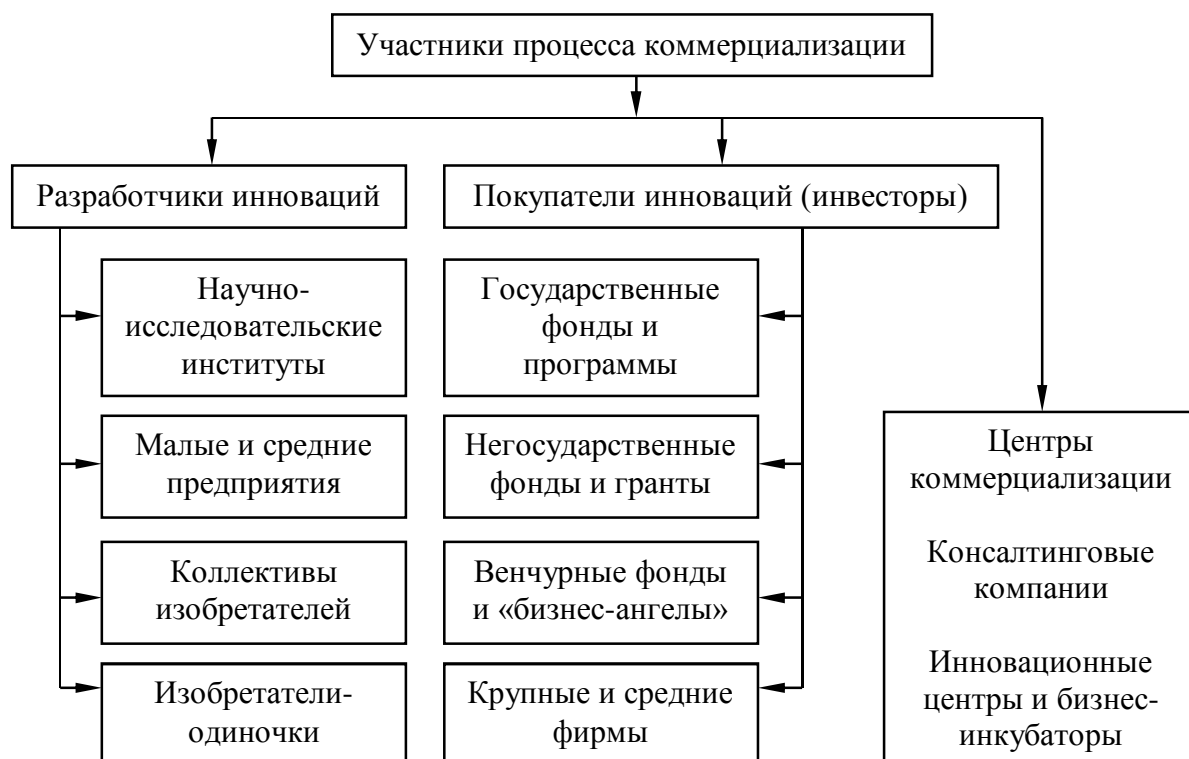 Участники процесса коммерциализации
Разработчики инноваций
Научно-
исследовательские
институты
Малые и средние
предприятия
Коллективы
изобретателей
Изобретатели-
одиночки
Покупатели инноваций (инвесторы)
Государственные
фонды и
программы
Негосударственные
фонды и гранты
Венчурные фонды
и «бизнес-ангелы»
Крупные и средние
фирмы
Центры
коммерциализации
Консалтинговые
компании
Инновационные
центры и бизнес-
инкубаторы